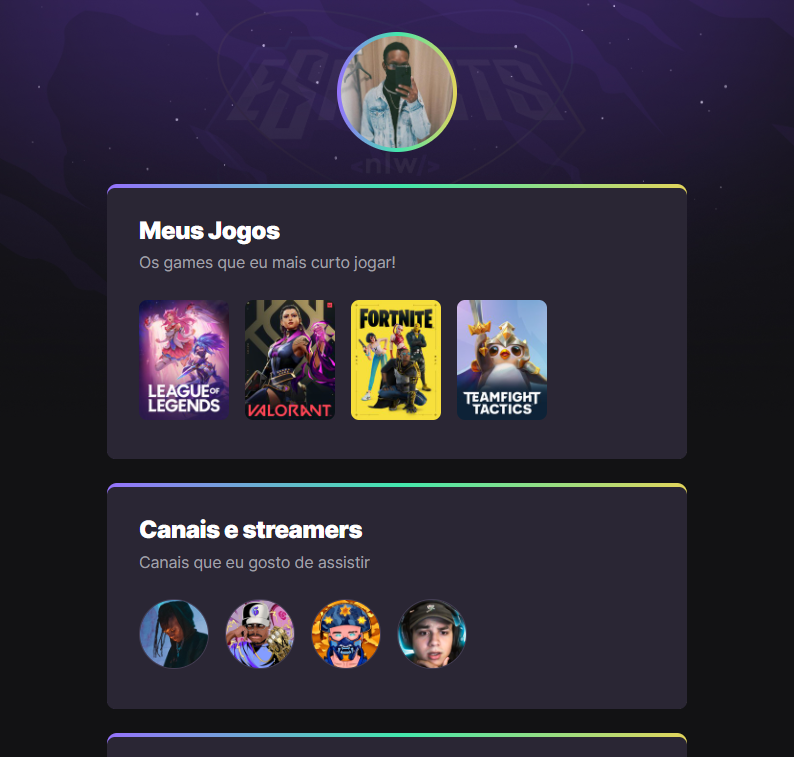 ESPORTS
<nlw/>
Meus Jogos
Os games que eu mais curto jogar!
LEAGUE OF
LEGENDS
VALORANT
FORTNITE
TEAMFIGHT
TACTICS
Canais e streamers
Canais que eu gosto de assistir